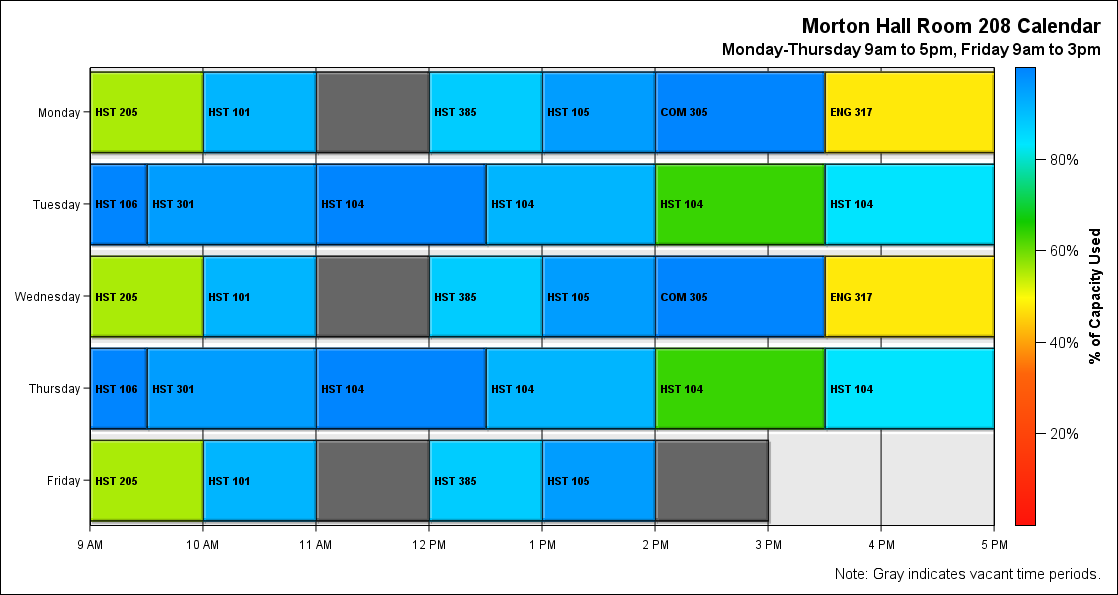 Morton Hall Room 208 Calendar
Monday-Thursday 9am to 5pm, Friday 9am to 3pm
Monday
HST 205
HST 101
HST 385
HST 105
COM 305
ENG 317
Tuesday
HST 106
HST 301
HST 104
HST 104
HST 104
HST 104
Wednesday
HST 205
HST 101
HST 385
HST 105
COM 305
ENG 317
Thursday
HST 106
HST 301
HST 104
HST 104
HST 104
HST 104
Friday
HST 205
HST 101
HST 385
HST 105
9 AM
10 AM
11 AM
12 PM
1 PM
2 PM
3 PM
4 PM
5 PM
80%
60%
40%
20%
% of Capacity Used
Note: Gray indicates vacant time periods.